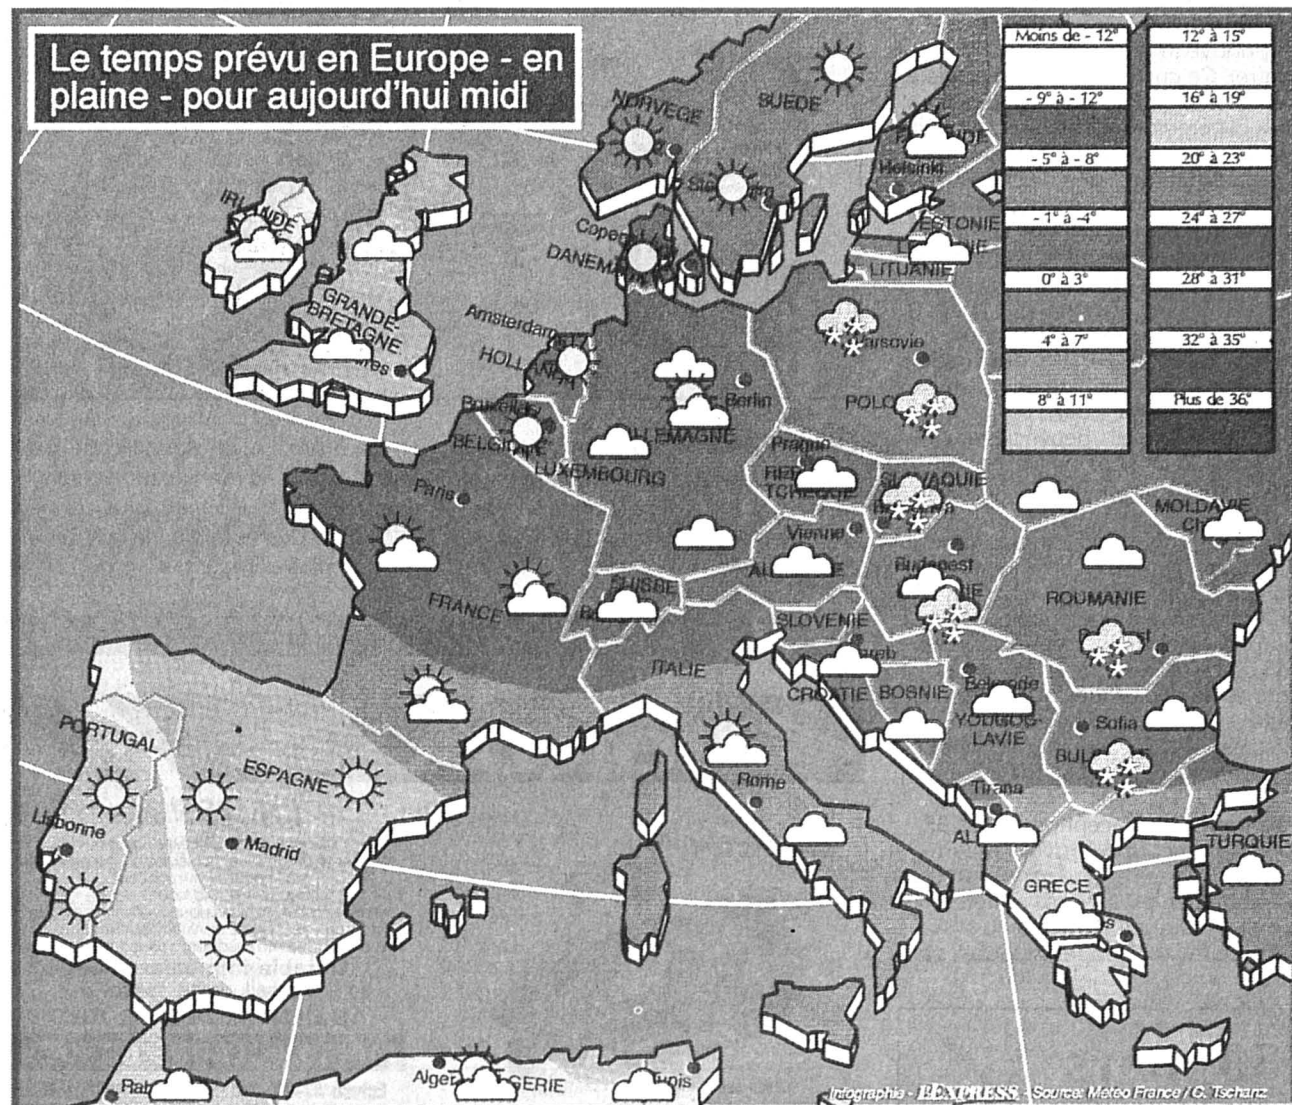 Le temps prévu en Europe - en
plaine - pour aujourd'hui midi
Moins de - 12°
- 9° à - 12°
- 5° à - 8°
- 1° à -4°
0° à 3°
4° à 7°
8° à 11°
12° à 15°
16° à 19°
20° à 23°
24° à 27°
28° à 31°
32° à 35°
Plus de 36°
NORVEGE
SUEDE
Helsinki
ESTONIE
LITUANIE
IRLANDE
DANEMARK
GRANDE-
BRETAGNE
Amsterdam
HOLLANDE
Bruxelles
BELGIQUE
LUXEMBOURG
Berlin
ALLEMAGNE
Varsovie
POLOGNE
Prague
TCHEQUE
SLOVAQUIE
MOLDAVIE
Paris
Vienne
Budapest
FRANCE
SUISSE
SLOVENIE
ROUMANIE
ITALIE
CROATIE
BOSNIE
Belgrade
YOUGOS-
LAVIE
Sofia
PORTUGAL
ESPAGNE
Rome
Tirana
Lisbonne
Madrid
TURQUIE
GRECE
Alger
Tunis
Infographie - L'EXPRESS - Source: Météo France / C. Tschanz